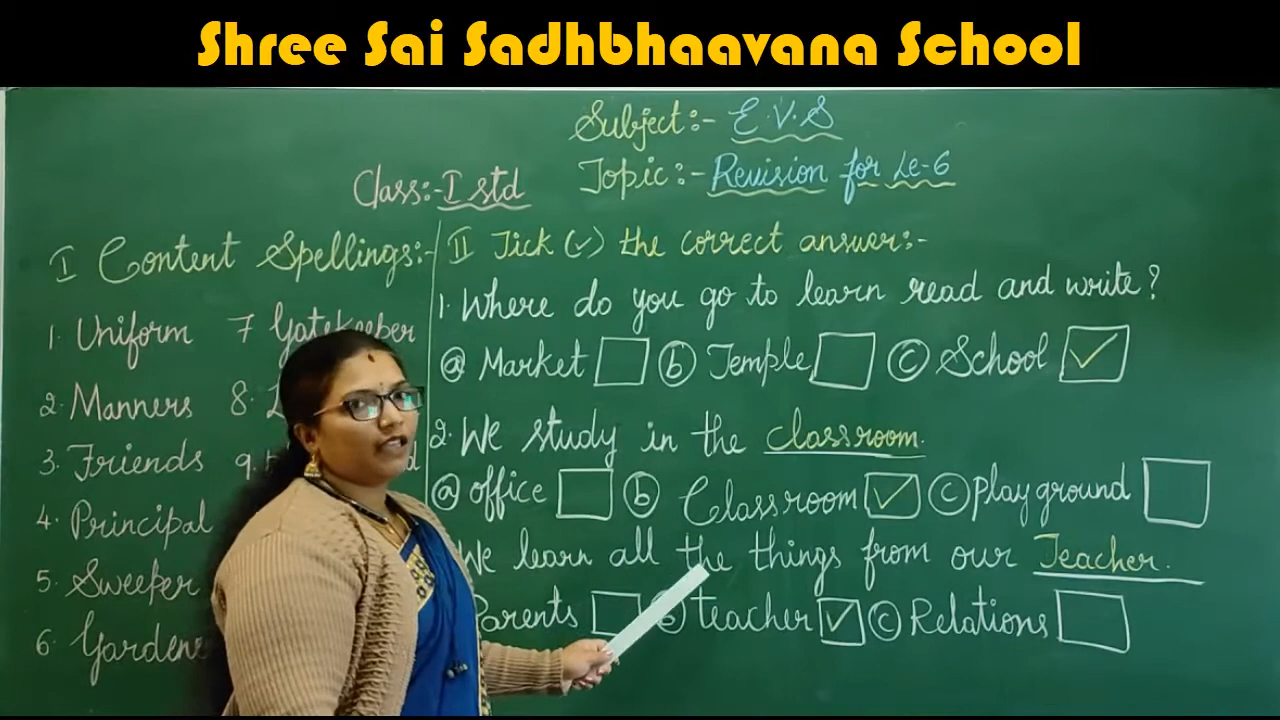 Shree Sai Sadhbhaavana School
Subject:- E.V.S
Topic:- Revision for Le-6
Class:- I std
I Content Spellings:-
1. Uniform
2. Manners
3. Friends
4. Principal
5. Sweeper
6. Gardene
7 Gatekeeper
8.
9.
II Tick (✓) the correct answer:-
1. Where do you go to learn read and write?
(a) Market (b) Temple (c) School ✓
2. We study in the classroom.
(a) office (b) Classroom ✓ (c) play ground
We learn all the things from our Teacher.
Parents (b) teacher ✓ (c) Relations